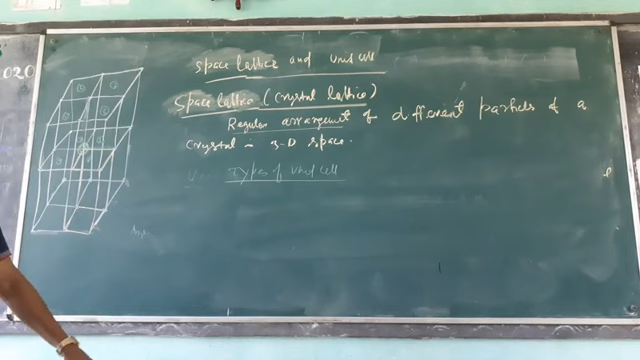 2020
Space lattice and Unit cell
Space lattice (Crystal lattice)
Regular arrangement of different particles of a
Crystal in 3-D space.
Types of Unit cell